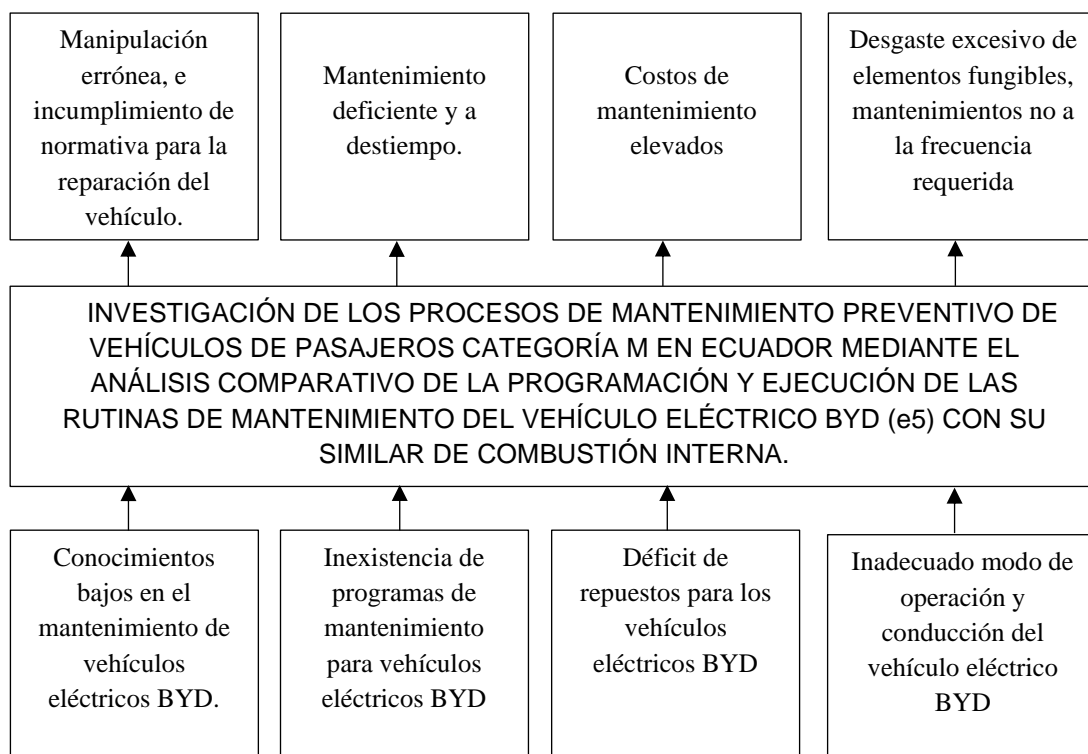 Manipulación
errónea, e
incumplimiento de
normativa para la
reparación del
vehículo.
Mantenimiento
deficiente y a
destiempo.
Costos de
mantenimiento
elevados
Desgaste excesivo de
elementos fungibles,
mantenimientos no a
la frecuencia
requerida
INVESTIGACIÓN DE LOS PROCESOS DE MANTENIMIENTO PREVENTIVO DE
VEHÍCULOS DE PASAJEROS CATEGORÍA M EN ECUADOR MEDIANTE EL
ANÁLISIS COMPARATIVO DE LA PROGRAMACIÓN Y EJECUCIÓN DE LAS
RUTINAS DE MANTENIMIENTO DEL VEHÍCULO ELÉCTRICO BYD (e5) CON SU
SIMILAR DE COMBUSTIÓN INTERNA.
Conocimientos
bajos en el
mantenimiento de
vehículos
eléctricos BYD.
Inexistencia de
programas de
mantenimiento
para vehículos
eléctricos BYD
Déficit de
repuestos para los
vehículos
eléctricos BYD
Inadecuado modo de
operación y
conducción del
vehículo eléctrico
BYD